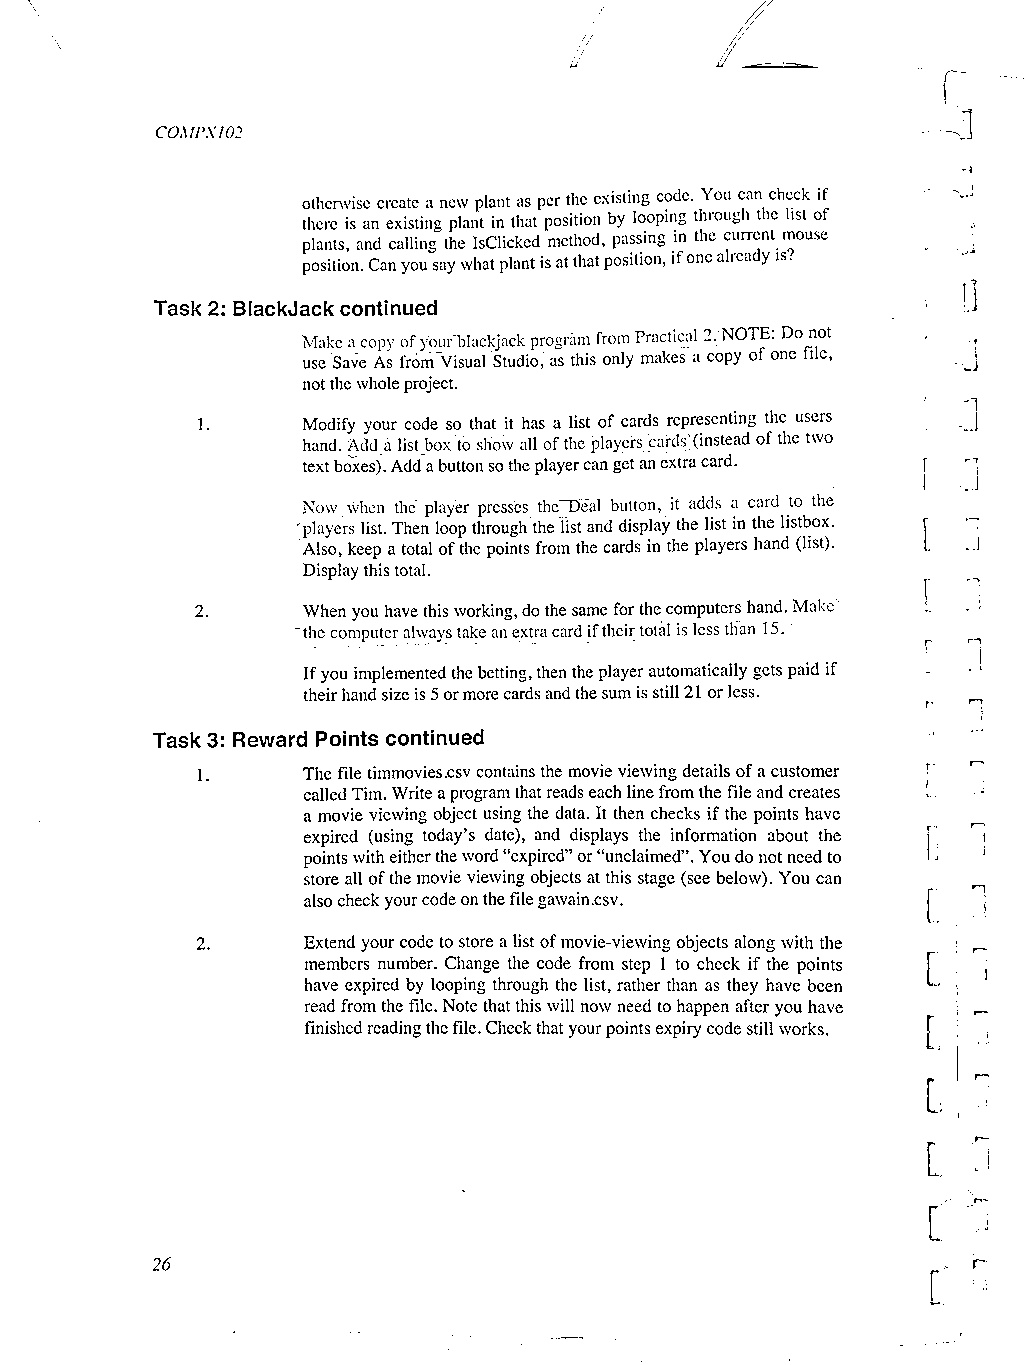 COMPX102
otherwise create a new plant as per the existing code. You can check if
there is an existing plant in that position by looping through the list of
plants, and calling the IsClicked method, passing in the current mouse
position. Can you say what plant is at that position, if one already is?
Task 2: BlackJack continued
Make a copy of your blackjack program from Practical 2. NOTE: Do not
use Save As from Visual Studio, as this only makes a copy of one file,
not the whole project.
1. Modify your code so that it has a list of cards representing the users
hand. Add a list box to show all of the players cards (instead of the two
text boxes). Add a button so the player can get an extra card.
Now when the player presses the Deal button, it adds a card to the
players list. Then loop through the list and display the list in the listbox.
Also, keep a total of the points from the cards in the players hand (list).
Display this total.
2. When you have this working, do the same for the computers hand. Make
the computer always take an extra card if their total is less than 15.
If you implemented the betting, then the player automatically gets paid if
their hand size is 5 or more cards and the sum is still 21 or less.
Task 3: Reward Points continued
1. The file timmovies.csv contains the movie viewing details of a customer
called Tim. Write a program that reads each line from the file and creates
a movie viewing object using the data. It then checks if the points have
expired (using today's date), and displays the information about the
points with either the word “expired” or “unclaimed”. You do not need to
store all of the movie viewing objects at this stage (see below). You can
also check your code on the file gawain.csv.
2. Extend your code to store a list of movie-viewing objects along with the
members number. Change the code from step 1 to check if the points
have expired by looping through the list, rather than as they have been
read from the file. Note that this will now need to happen after you have
finished reading the file. Check that your points expiry code still works.
26